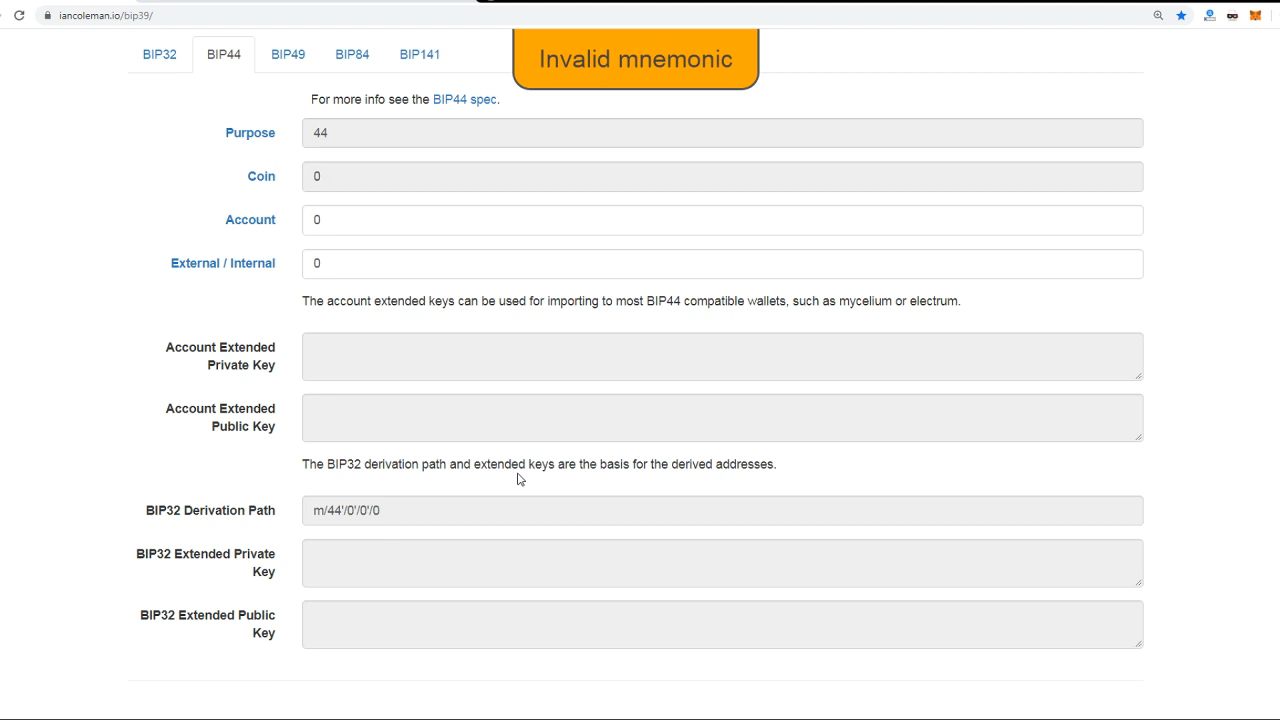 iancoleman.io/bip39/
BIP32 BIP44 BIP49 BIP84 BIP141
Invalid mnemonic
For more info see the BIP44 spec.
Purpose 44
Coin 0
Account 0
External / Internal 0
The account extended keys can be used for importing to most BIP44 compatible wallets, such as mycelium or electrum.
Account Extended
Private Key
Account Extended
Public Key
The BIP32 derivation path and extended keys are the basis for the derived addresses.
BIP32 Derivation Path m/44'/0'/0'/0
BIP32 Extended Private
Key
BIP32 Extended Public
Key